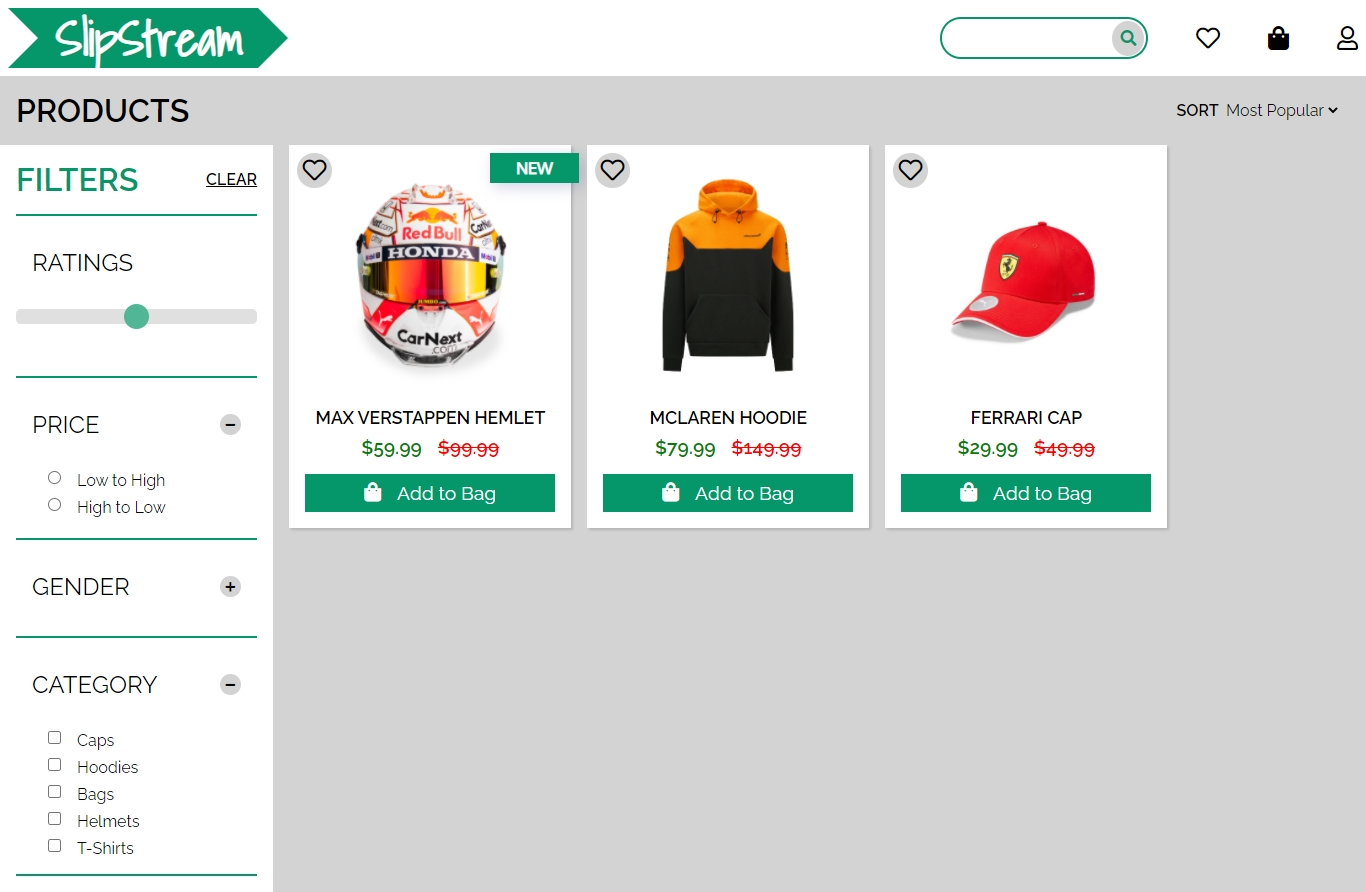 SlipStream
PRODUCTS
SORT Most Popular
FILTERS
CLEAR
RATINGS
PRICE
Low to High
High to Low
GENDER
CATEGORY
Caps
Hoodies
Bags
Helmets
T-Shirts
NEW
Red Bull
HONDA
CarNext
.com
MAX VERSTAPPEN HEMLET
$59.99 $99.99
Add to Bag
MCLAREN HOODIE
$79.99 $149.99
Add to Bag
FERRARI CAP
$29.99 $49.99
Add to Bag